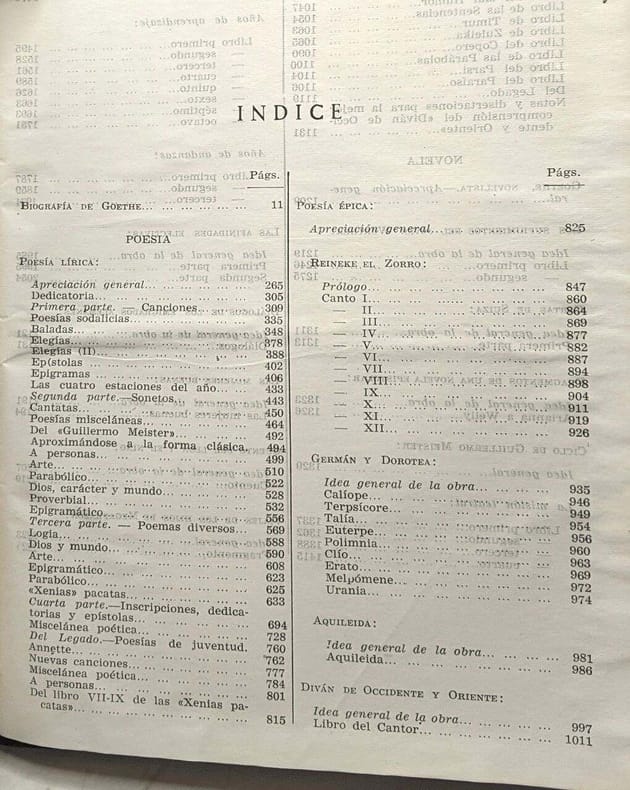 INDICE
Págs.
BIOGRAFÍA DE GOETHE... ... ... ... ... ... 11
POESIA
POESÍA LÍRICA:
Apreciación general... ... ... ... ... 265
Dedicatoria... ... ... ... ... ... ... 305
Primera parte. — Canciones... ... ... 309
Poesías sodalicias ... ... ... ... ... 335
Baladas... ... ... ... ... ... ... ... 348
Elegías... ... ... ... ... ... ... ... 378
Elegías (II) ... ... ... ... ... ... ... 388
Epístolas ... ... ... ... ... ... ... 402
Epigramas ... ... ... ... ... ... ... 406
Las cuatro estaciones del año... ... ... 433
Segunda parte.—Sonetos... ... ... ... 443
Cantatas... ... ... ... ... ... ... ... 450
Poesías misceláneas... ... ... ... ... 464
Del «Guillermo Meister»... ... ... ... 492
Aproximándose a la forma clásica. 494
A personas... ... ... ... ... ... ... 499
Arte... ... ... ... ... ... ... ... ... 510
Parabólico... ... ... ... ... ... ... 522
Dios, carácter y mundo... ... ... ... 528
Proverbial... ... ... ... ... ... ... 532
Epigramático ... ... ... ... ... ... 556
Tercera parte. — Poemas diversos... 569
Logia... ... ... ... ... ... ... ... ... 588
Dios y mundo... ... ... ... ... ... 590
Arte... ... ... ... ... ... ... ... ... 608
Epigramático... ... ... ... ... ... ... 623
Parabólico... ... ... ... ... ... ... 625
«Xenias» pacatas... ... ... ... ... ... 633
Cuarta parte.—Inscripciones, dedica-
torias y epístolas... ... ... ... ... 694
Miscelánea poética... ... ... ... ... 728
Del Legado.—Poesías de juventud. 760
Annette... ... ... ... ... ... ... ... 762
Nuevas canciones... ... ... ... ... ... 777
Miscelánea poética... ... ... ... ... 784
A personas... ... ... ... ... ... ... 801
Del libro VII-IX de las «Xenias pa-
catas»... ... ... ... ... ... ... ... 815
Págs.
POESÍA ÉPICA:
Apreciación general... ... ... ... ... 825
REINEKE EL ZORRO:
Prólogo... ... ... ... ... ... ... ... 847
Canto I... ... ... ... ... ... ... ... 860
— II... ... ... ... ... ... ... ... 864
— III... ... ... ... ... ... ... ... 869
— IV... ... ... ... ... ... ... ... 877
— V... ... ... ... ... ... ... ... 882
— VI... ... ... ... ... ... ... ... 887
— VII... ... ... ... ... ... ... ... 894
— VIII... ... ... ... ... ... ... ... 898
— IX... ... ... ... ... ... ... ... 904
— X... ... ... ... ... ... ... ... 911
— XI... ... ... ... ... ... ... ... 919
— XII... ... ... ... ... ... ... ... 926
GERMÁN Y DOROTEA:
Idea general de la obra... ... ... ... 935
Calíope... ... ... ... ... ... ... ... 946
Terpsícore... ... ... ... ... ... ... 949
Talía... ... ... ... ... ... ... ... ... 954
Euterpe... ... ... ... ... ... ... ... 956
Polimnia... ... ... ... ... ... ... ... 960
Clío... ... ... ... ... ... ... ... ... 963
Erato... ... ... ... ... ... ... ... ... 969
Melpómene... ... ... ... ... ... ... 972
Urania... ... ... ... ... ... ... ... 974
AQUILEIDA:
Idea general de la obra... ... ... ... 981
Aquileida... ... ... ... ... ... ... ... 986
DIVÁN DE OCCIDENTE Y ORIENTE:
Idea general de la obra... ... ... ... 997
Libro del Cantor... ... ... ... ... ... 1011